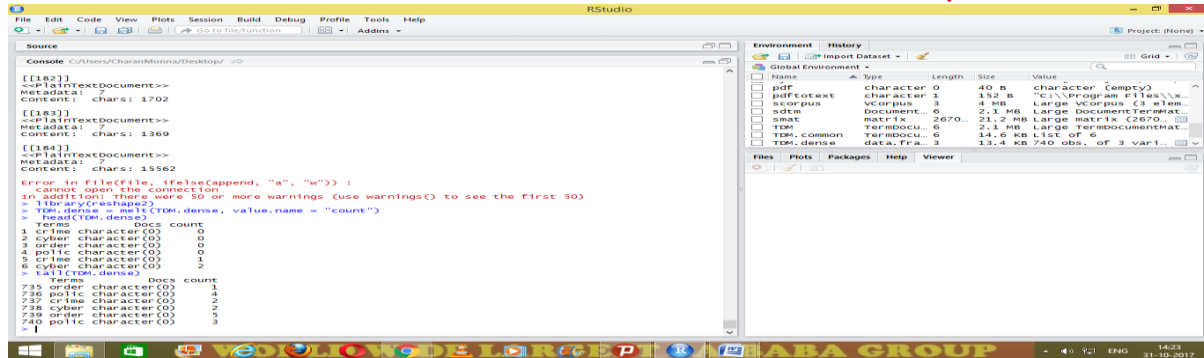 RStudio
File Edit Code View Plots Session Build Debug Profile Tools Help
Go to file/function Addins
Project: (None)
Source
Console C:/Users/CharanMunna/Desktop/
[[182]]
<<PlainTextDocument>>
Metadata: 7
Content: chars: 1702
[[183]]
<<PlainTextDocument>>
Metadata: 7
Content: chars: 1369
[[184]]
<<PlainTextDocument>>
Metadata: 7
Content: chars: 15562
Error in file(file, ifelse(append, "a", "w")) :
cannot open the connection
In addition: There were 50 or more warnings (use warnings() to see the first 50)
> library(reshape2)
> TDM.dense = melt(TDM.dense, value.name = "count")
> head(TDM.dense)
Terms Docs count
1 crime character(0) 0
2 cyber character(0) 0
3 order character(0) 0
4 polic character(0) 0
5 crime character(0) 1
6 cyber character(0) 2
> tail(TDM.dense)
Terms Docs count
735 order character(0) 1
736 polic character(0) 4
737 crime character(0) 2
738 cyber character(0) 2
739 order character(0) 5
740 polic character(0) 3
>
Environment History
Import Dataset Grid
Global Environment
Name Type Length Size Value
pdf character 0 40 B character (empty)
pdftotext character 1 152 B "C:\\Program Files\\x…
scorpus VCorpus 3 4 MB Large VCorpus (3 elem…
sdtm Document… 6 2.1 MB Large DocumentTermMat…
smat matrix 2670… 21.2 MB Large matrix (2670…
TDM TermDocu… 6 2.1 MB Large TermDocumentMat…
TDM.common TermDocu… 6 14.6 KB List of 6
TDM.dense data.fra… 3 13.4 KB 740 obs. of 3 vari…
Files Plots Packages Help Viewer
ENG 14:23
31-10-2017